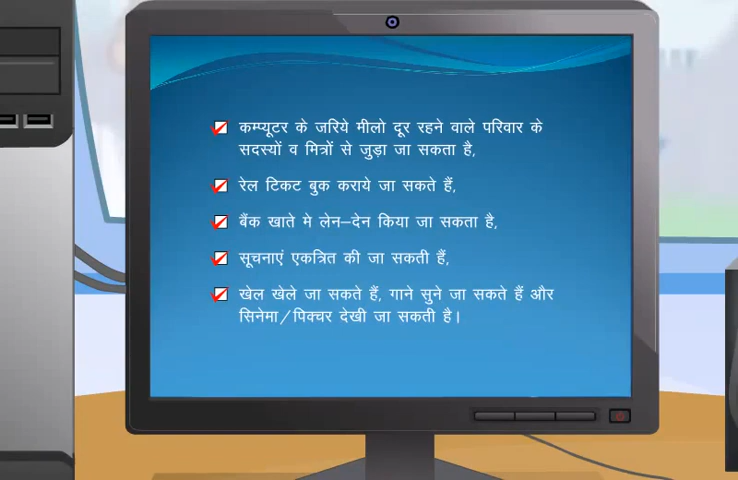 कम्प्यूटर के जरिये मीलो दूर रहने वाले परिवार के
सदस्यों व मित्रों से जुड़ा जा सकता है,
रेल टिकट बुक कराये जा सकते हैं,
बैंक खाते मे लेन–देन किया जा सकता है,
सूचनाएं एकत्रित की जा सकती हैं,
खेल खेले जा सकते हैं, गाने सुने जा सकते हैं और
सिनेमा/पिक्चर देखी जा सकती है।